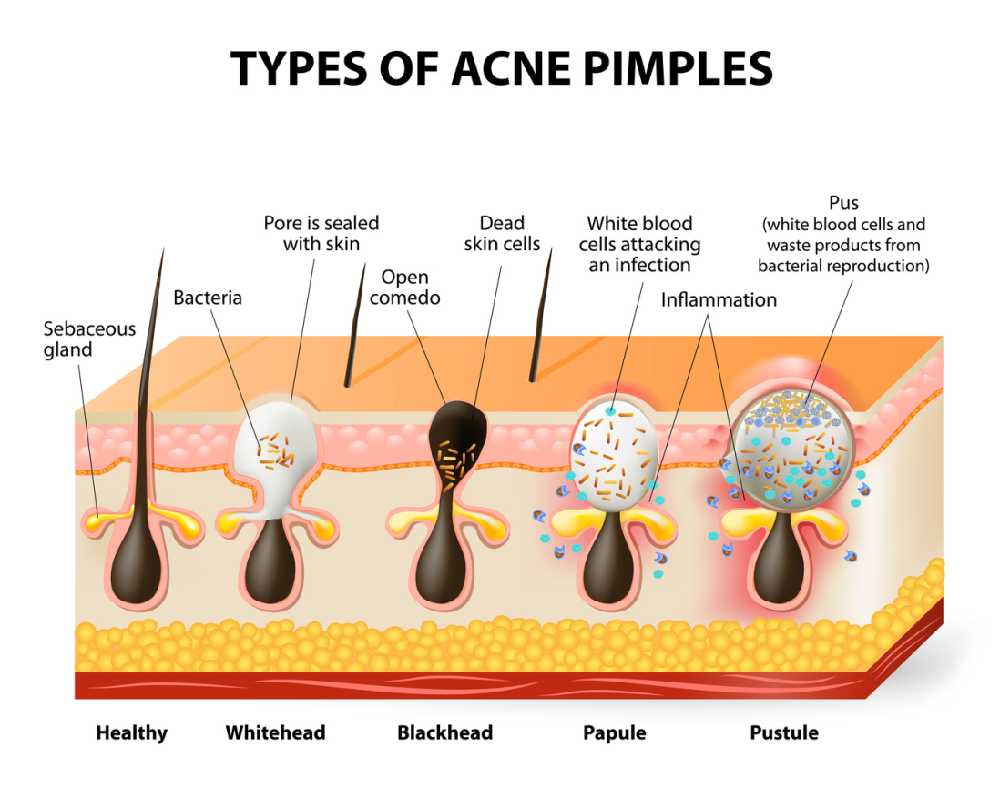 TYPES OF ACNE PIMPLES
Sebaceous
gland
Bacteria
Pore is sealed
with skin
Open
comedo
Dead
skin cells
White blood
cells attacking
an infection
Inflammation
Pus
(white blood cells and
waste products from
bacterial reproduction)
Healthy
Whitehead
Blackhead
Papule
Pustule